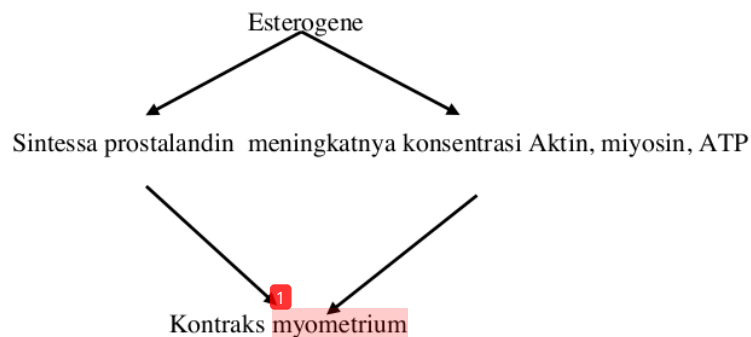 Esterogene
Sintessa prostalandin meningkatnya konsentrasi Aktin, miyosin, ATP
1
Kontraks myometrium